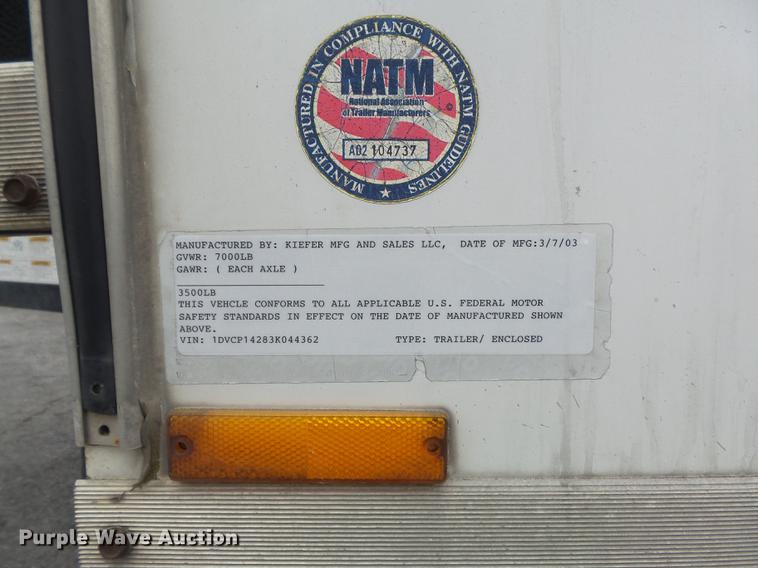 MANUFACTURED IN COMPLIANCE WITH NATM GUIDELINES
NATM
National Association
of Trailer Manufacturers
A02 104737
MANUFACTURED BY: KIEFER MFG AND SALES LLC, DATE OF MFG:3/7/03
GVWR: 7000LB
GAWR: ( EACH AXLE )
3500LB
THIS VEHCLE CONFORMS TO ALL APPLICABLE U.S. FEDERAL MOTOR
SAFETY STANDARDS IN EFFECT ON THE DATE OF MANUFACTURED SHOWN
ABOVE.
VIN: 1DVCP14283K044362 TYPE: TRAILER/ ENCLOSED
Purple Wave Auction